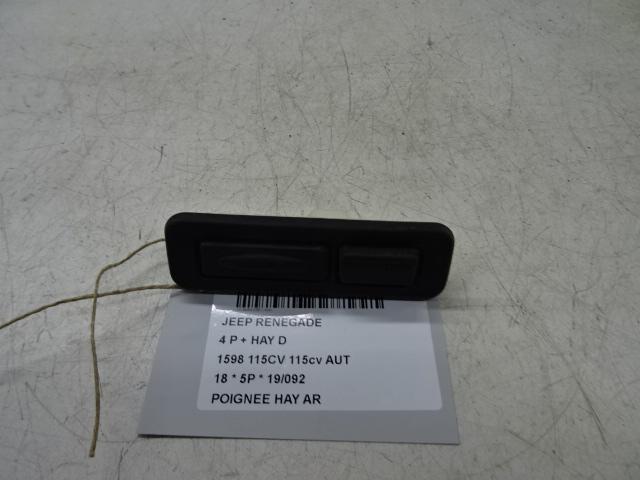 JEEP RENEGADE
4 P + HAY D
1598 115CV 115cv AUT
18 * 5P * 19/092
POIGNEE HAY AR